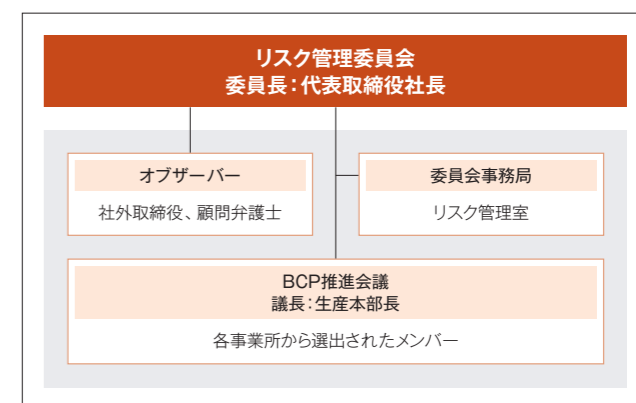 リスク管理委員会
委員長：代表取締役社長
オブザーバー
社外取締役、顧問弁護士
委員会事務局
リスク管理室
BCP推進会議
議長：生産本部長
各事業所から選出されたメンバー